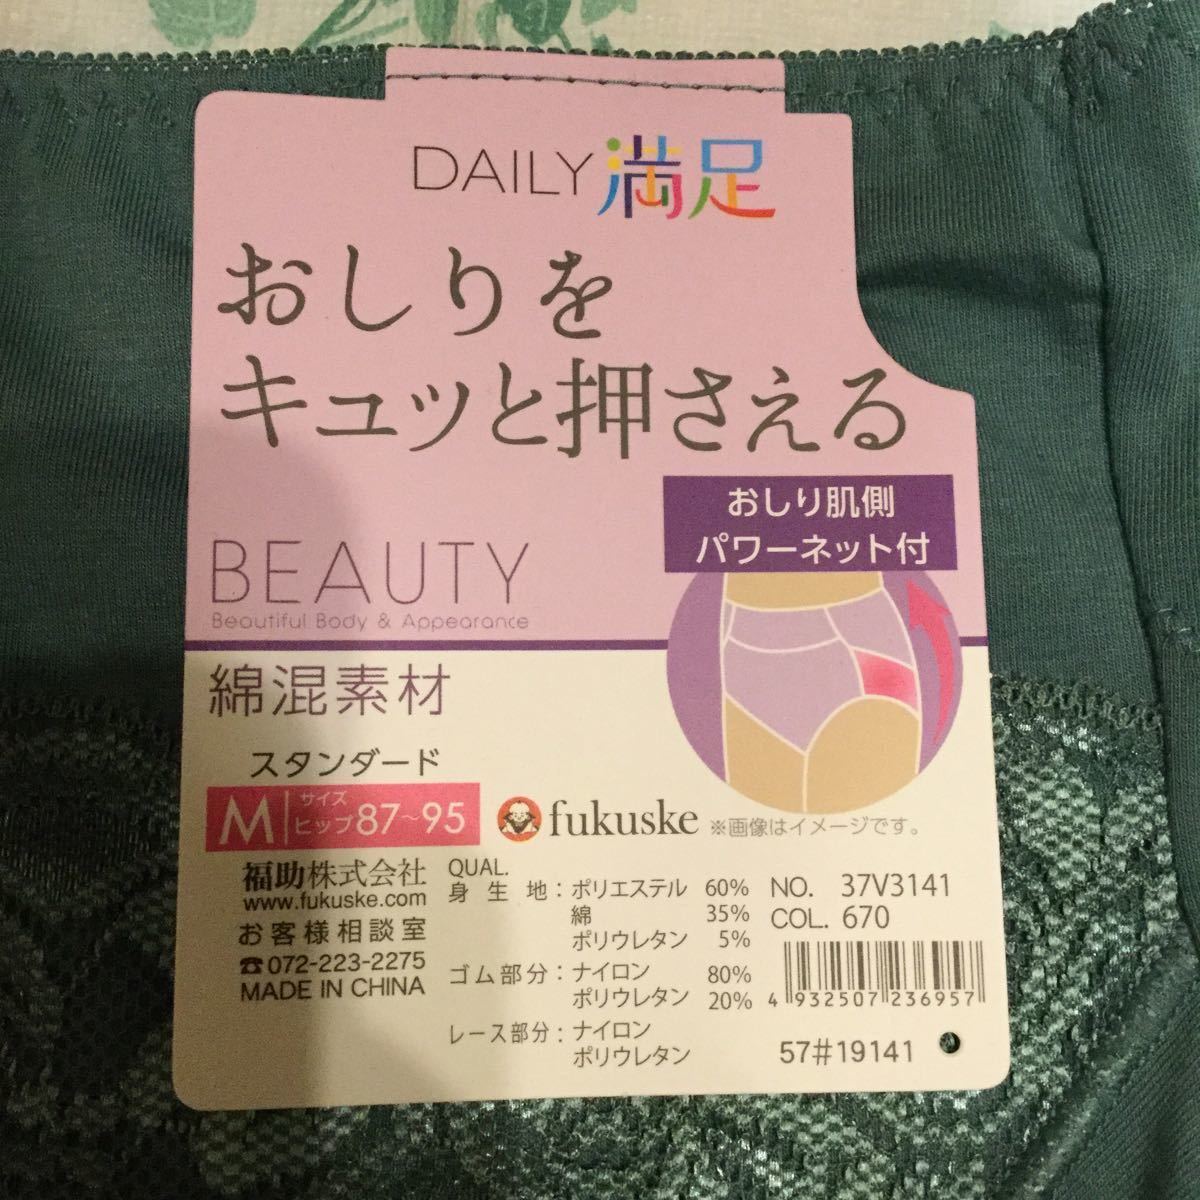 DAILY 満足
おしりを
キュッと押さえる
おしり肌側
パワーネット付
BEAUTY
Beautiful Body & Appearance
綿混素材
スタンダード
M サイズ ヒップ 87~95
fukuske ※画像はイメージです。
福助株式会社
www.fukuske.com
お客様相談室
☎072-223-2275
MADE IN CHINA
QUAL.
身生地:ポリエステル 60%
綿 35%
ポリウレタン 5%
ゴム部分:ナイロン 80%
ポリウレタン 20%
レース部分:ナイロン
ポリウレタン
NO. 37V3141
COL. 670
4 932507 236957
57#19141